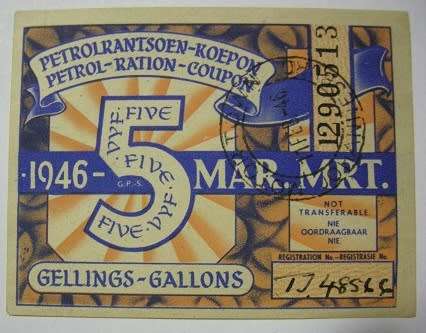 PETROLRANTSOEN-KOEPON
PETROL-RATION-COUPON
1290513
VYF FIVE
5
FIVE
FIVE VYF
1946-
G.P.-S.
MAR. MRT.
NOT
TRANSFERABLE
NIE
OORDRAAGBAAR
NIE
GELLINGS-GALLONS
REGISTRATION No.-REGISTRASIE No.
TJ. 48566